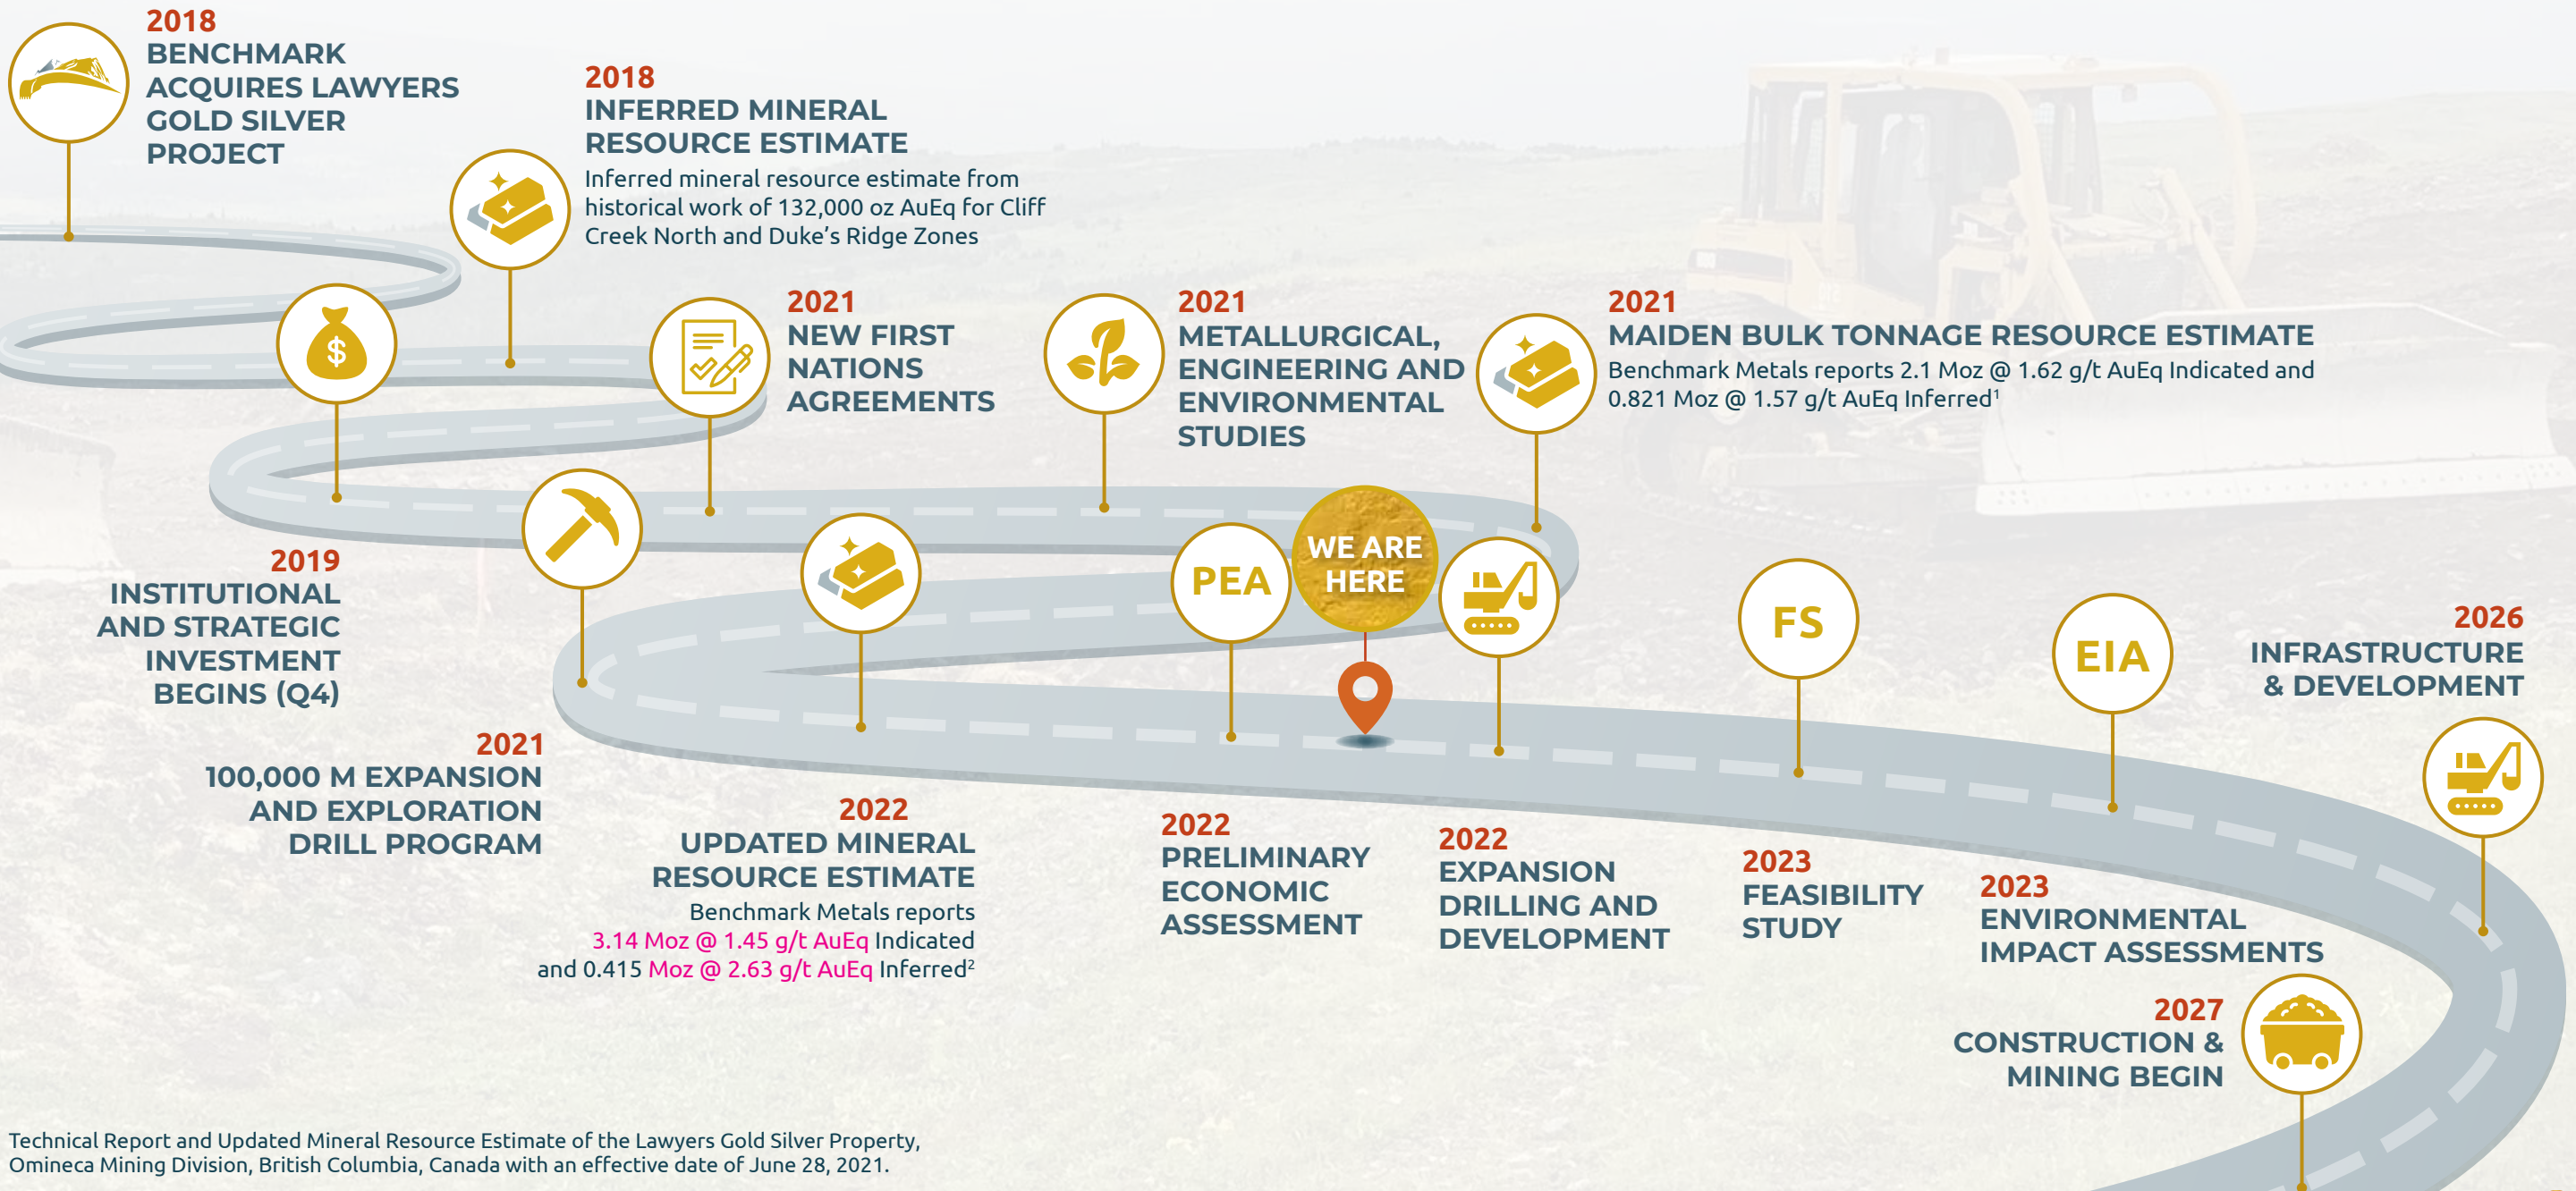 2018
BENCHMARK
ACQUIRES LAWYERS
GOLD SILVER
PROJECT
2018
INFERRED MINERAL
RESOURCE ESTIMATE
Inferred mineral resource estimate from
historical work of 132,000 oz AuEq for Cliff
Creek North and Duke’s Ridge Zones
$
2019
INSTITUTIONAL
AND STRATEGIC
INVESTMENT
BEGINS (Q4)
2021
NEW FIRST
NATIONS
AGREEMENTS
2021
METALLURGICAL,
ENGINEERING AND
ENVIRONMENTAL
STUDIES
2021
MAIDEN BULK TONNAGE RESOURCE ESTIMATE
Benchmark Metals reports 2.1 Moz @ 1.62 g/t AuEq Indicated and
0.821 Moz @ 1.57 g/t AuEq Inferred¹
2021
100,000 M EXPANSION
AND EXPLORATION
DRILL PROGRAM
2022
UPDATED MINERAL
RESOURCE ESTIMATE
Benchmark Metals reports
3.14 Moz @ 1.45 g/t AuEq Indicated
and 0.415 Moz @ 2.63 g/t AuEq Inferred²
PEA
2022
PRELIMINARY
ECONOMIC
ASSESSMENT
WE ARE
HERE
2022
EXPANSION
DRILLING AND
DEVELOPMENT
FS
2023
FEASIBILITY
STUDY
EIA
2023
ENVIRONMENTAL
IMPACT ASSESSMENTS
2026
INFRASTRUCTURE
& DEVELOPMENT
2027
CONSTRUCTION &
MINING BEGIN
Technical Report and Updated Mineral Resource Estimate of the Lawyers Gold Silver Property,
Omineca Mining Division, British Columbia, Canada with an effective date of June 28, 2021.